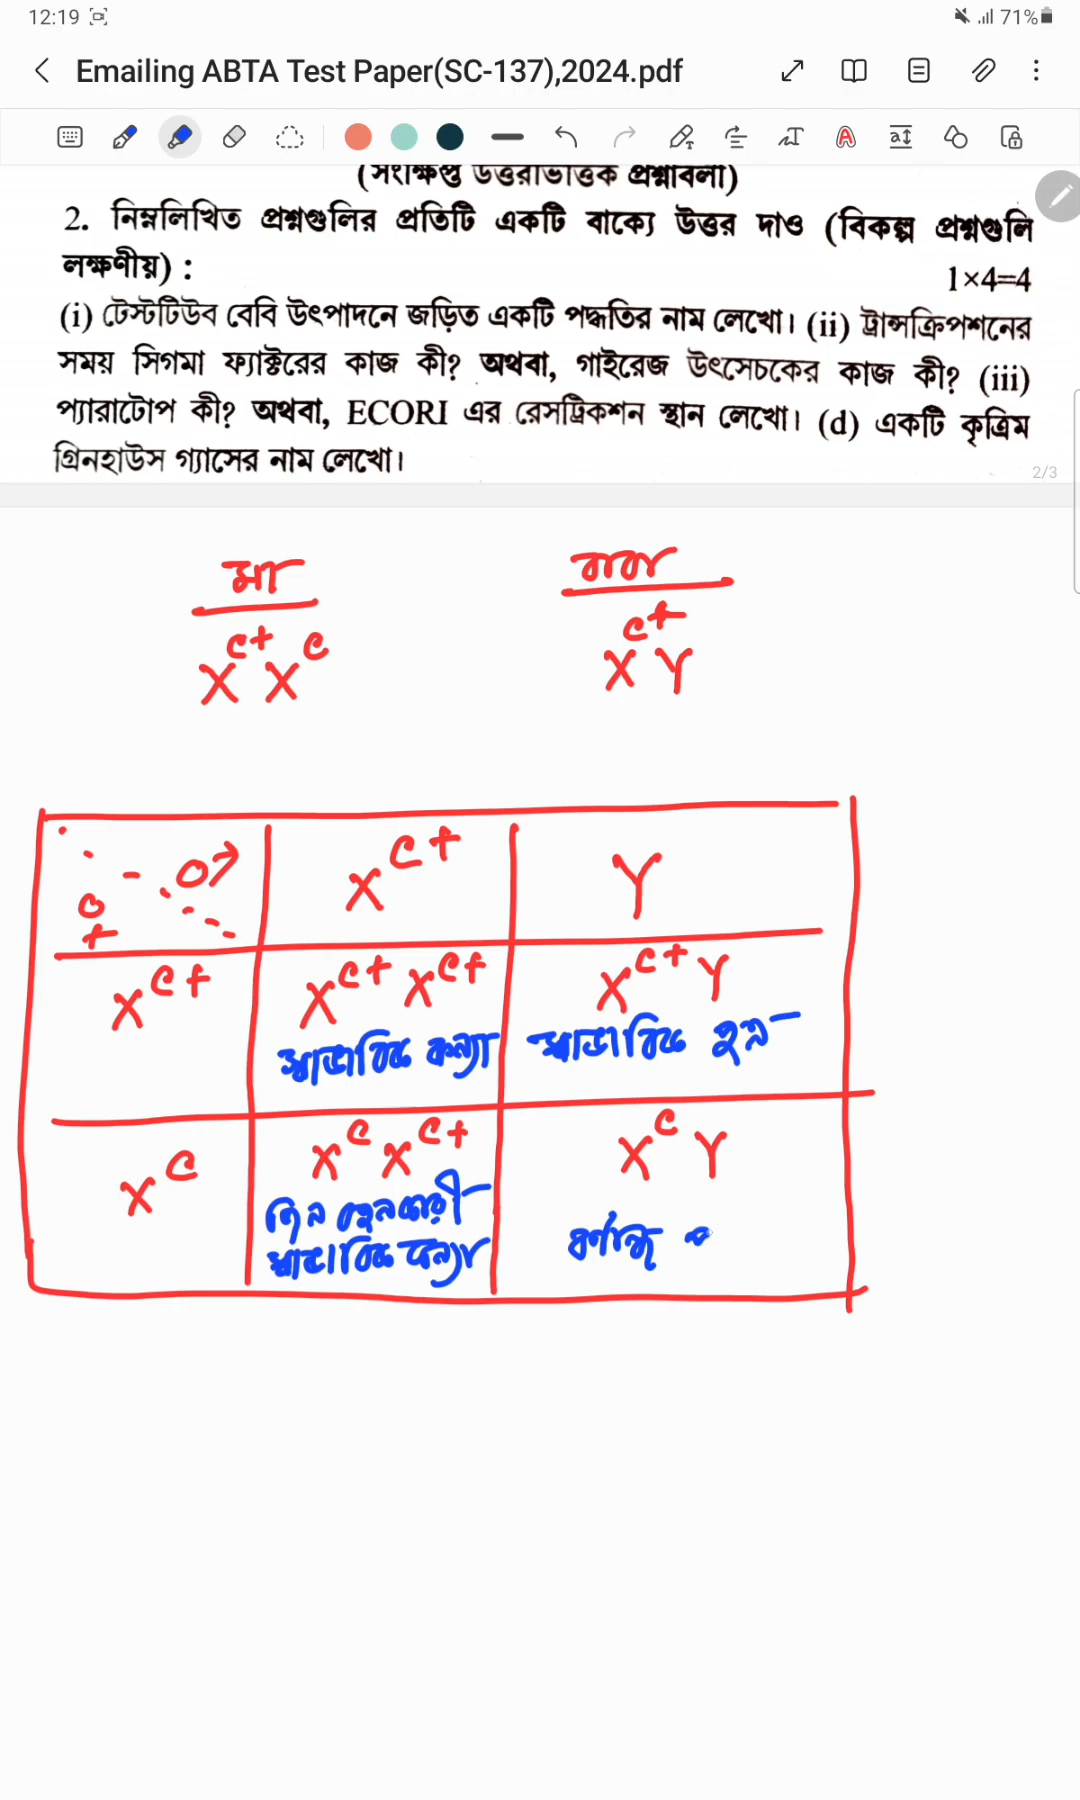 12:19 71%
Emailing ABTA Test Paper(SC-137),2024.pdf
(সংক্ষিপ্ত উত্তরভিত্তিক প্রশ্নাবলী)
2. নিম্নলিখিত প্রশ্নগুলির প্রতিটি একটি বাক্যে উত্তর দাও (বিকল্প প্রশ্নগুলি
লক্ষণীয়) : 1×4=4
(i) টেস্টটিউব বেবি উৎপাদনে জড়িত একটি পদ্ধতির নাম লেখো। (ii) ট্রান্সক্রিপশনের
সময় সিগমা ফ্যাক্টরের কাজ কী? অথবা, গাইরেজ উৎসেচকের কাজ কী? (iii)
প্যারাটোপ কী? অথবা, ECORI এর রেসট্রিকশন স্থান লেখো। (d) একটি কৃত্রিম
গ্রিনহাউস গ্যাসের নাম লেখো।
2/3
মা বাবা
X^C+ X^C X^C+ Y
♀ ♂ X^C+ Y
X^C+ X^C+ X^C+ X^C+ Y
স্বাভাবিক কন্যা স্বাভাবিক পুত্র
X^C X^C X^C+ X^C Y
জিন বহনকারী
স্বাভাবিক কন্যা বর্ণান্ধ